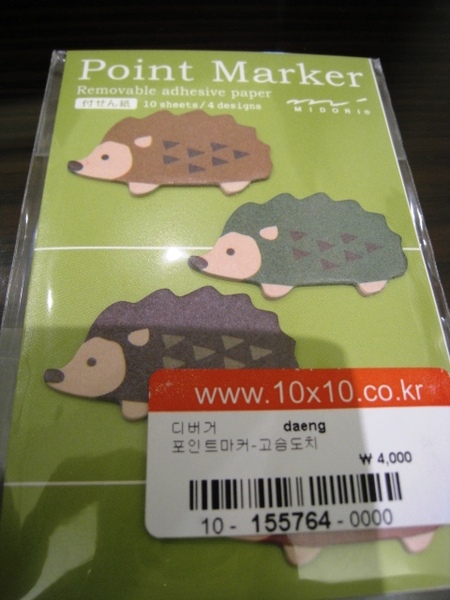 Point Marker
Removable adhesive paper
付せん紙 10 sheets/4 designs
MIDORI®
www.10x10.co.kr
디버거 daeng
포인트마커-고슴도치
₩ 4,000
10 - 155764 - 0000